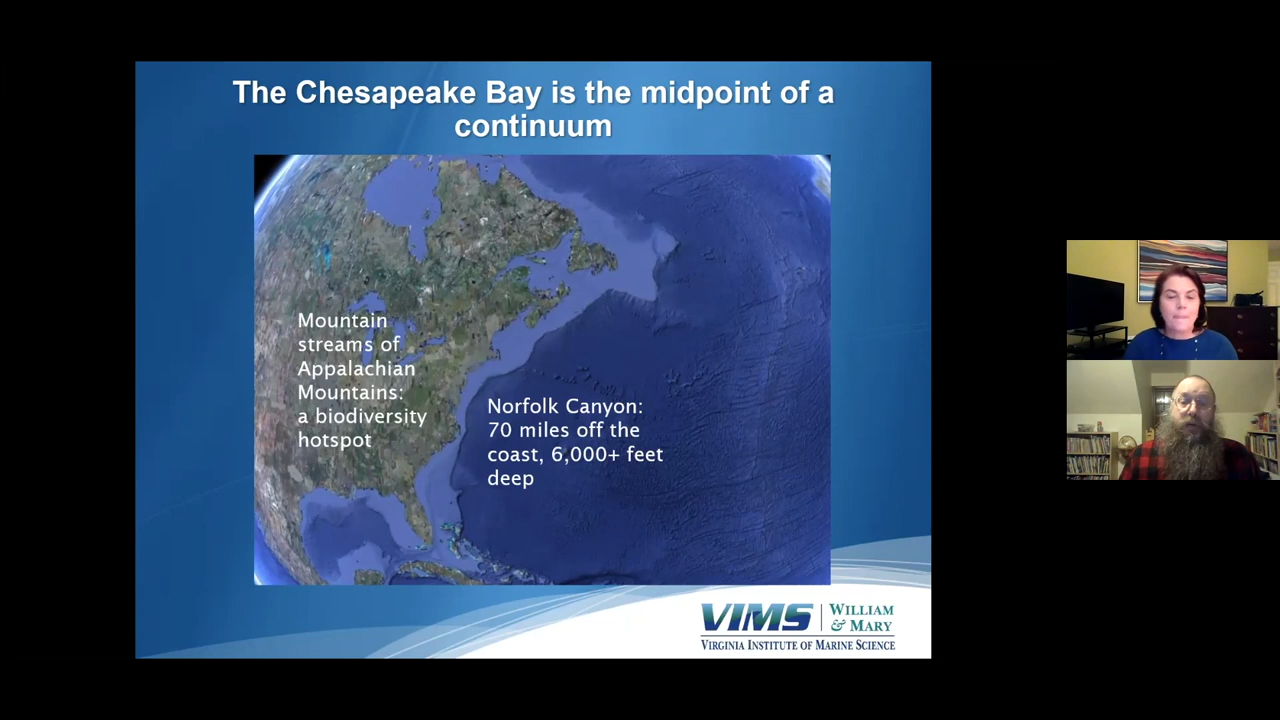 The Chesapeake Bay is the midpoint of a
continuum
Mountain
streams of
Appalachian
Mountains:
a biodiversity
hotspot
Norfolk Canyon:
70 miles off the
coast, 6,000+ feet
deep
VIMS
WILLIAM
& MARY
VIRGINIA INSTITUTE OF MARINE SCIENCE